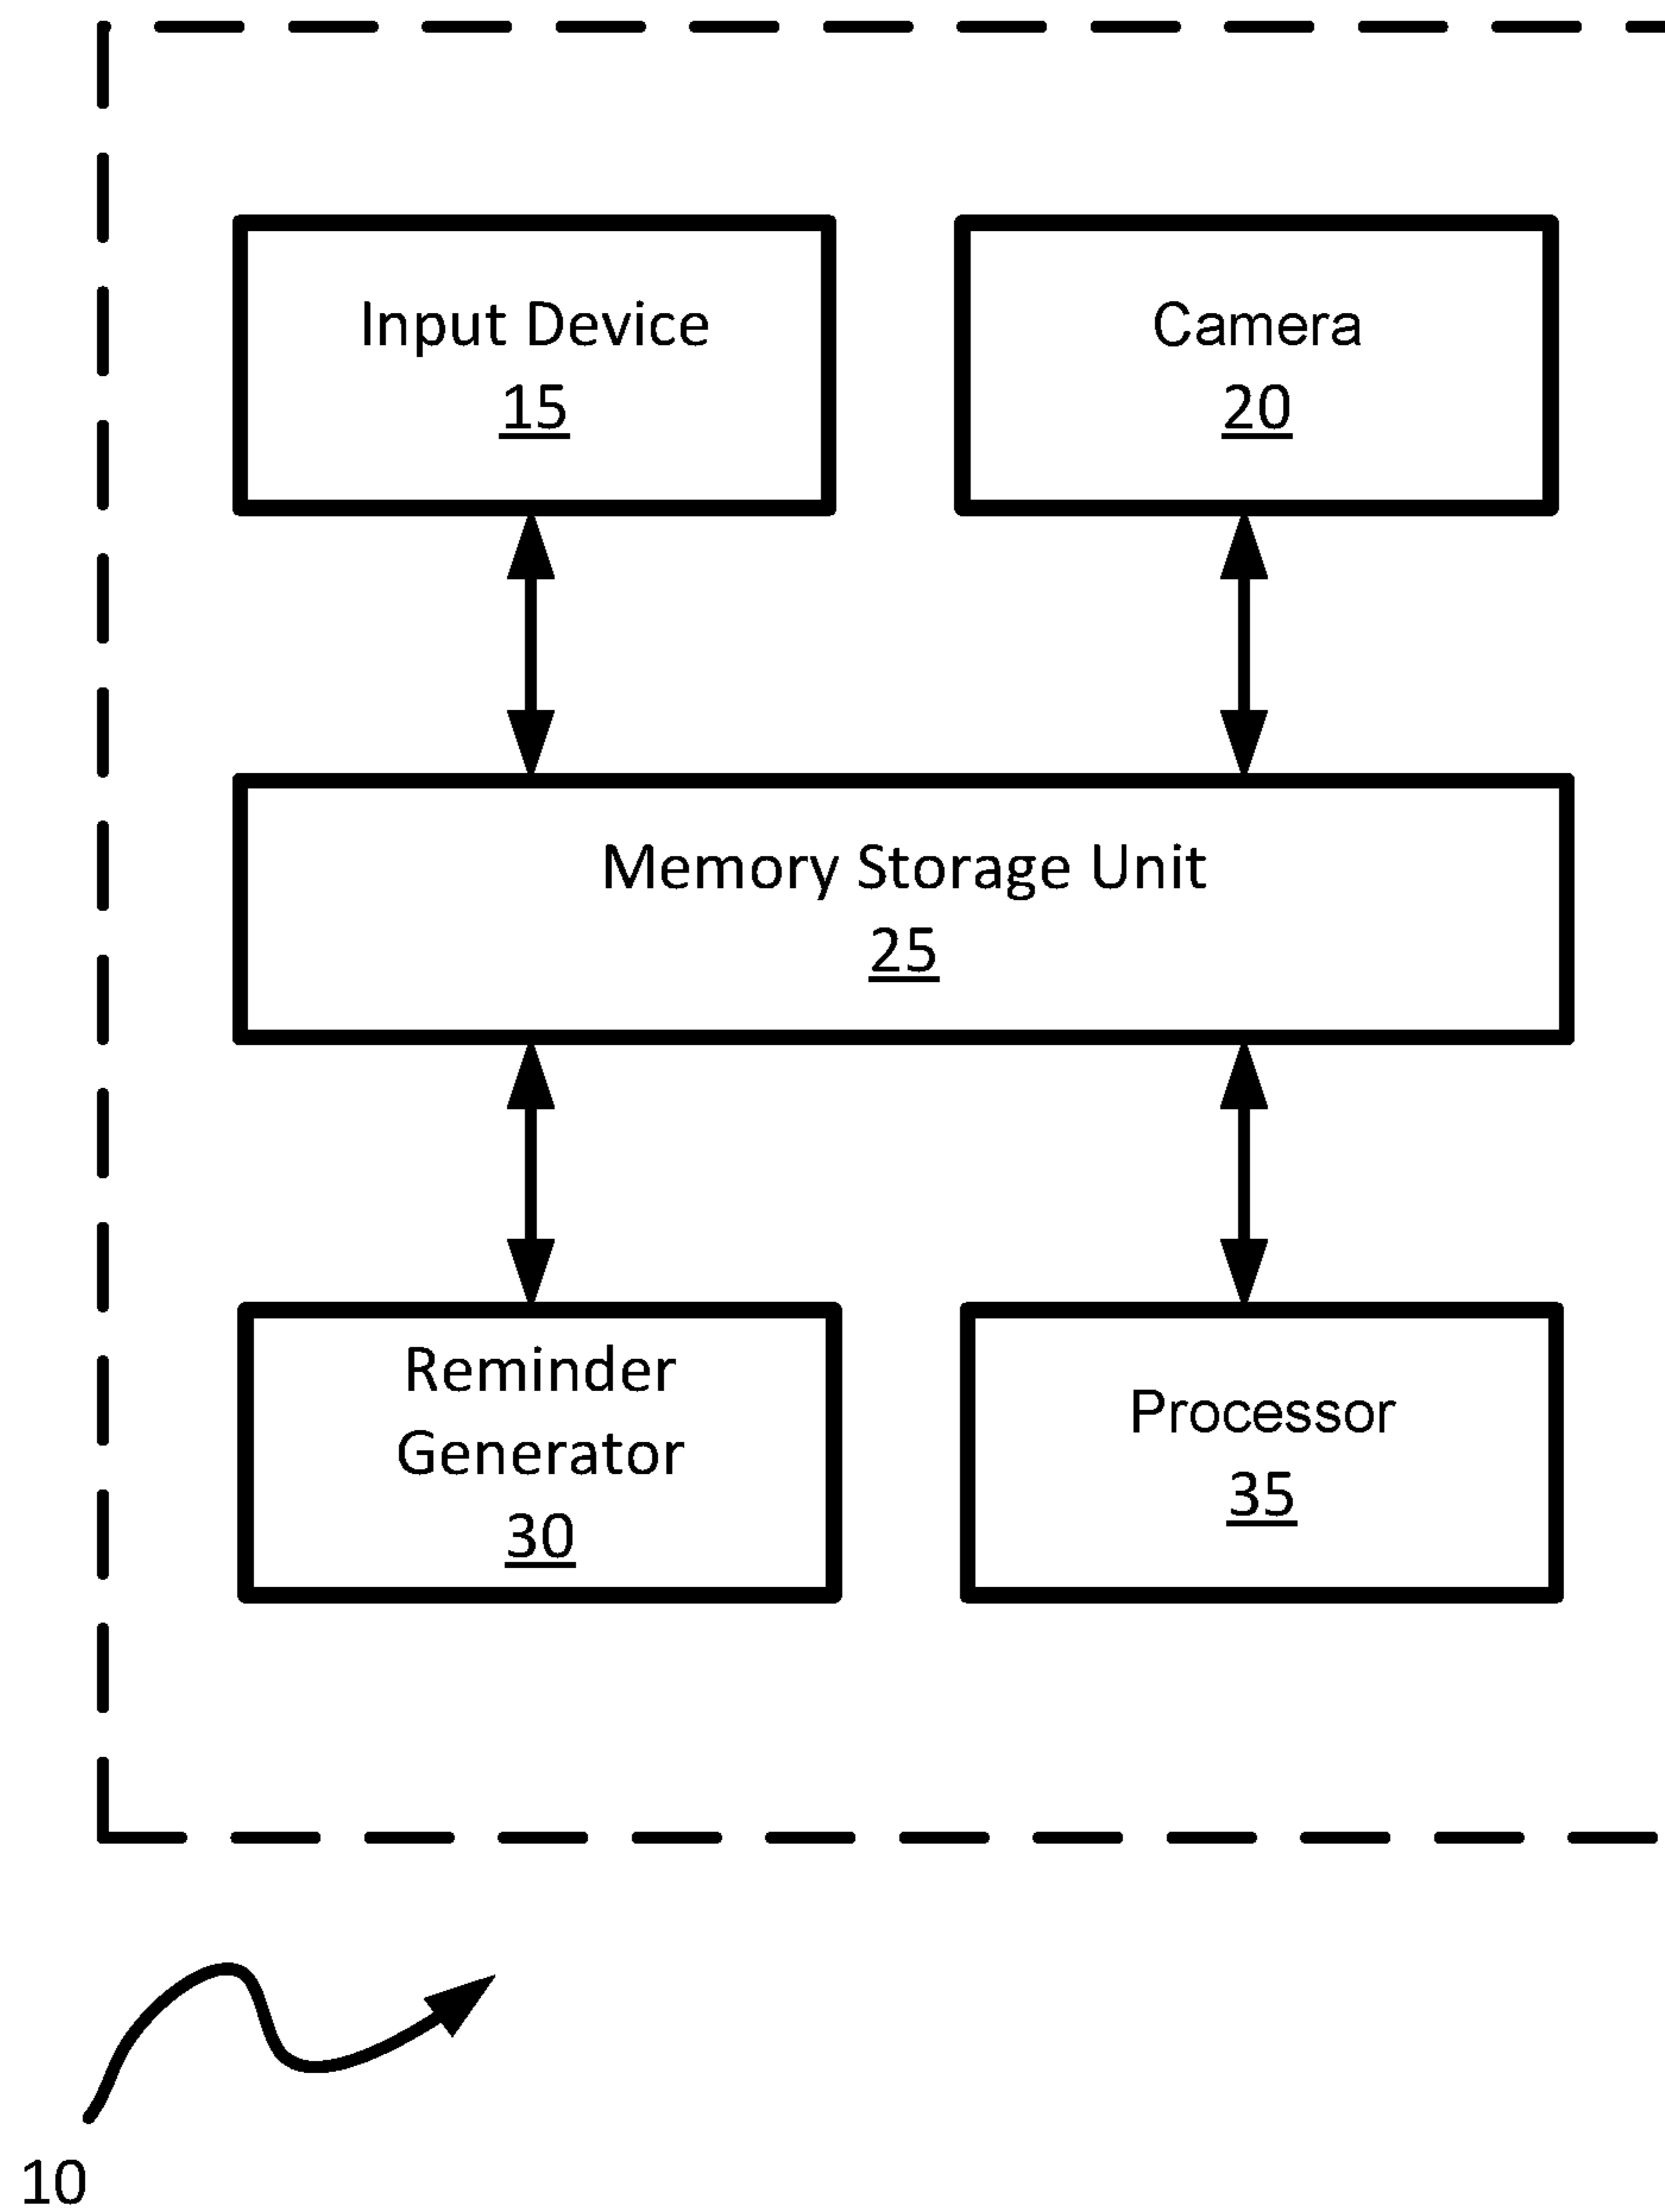 Input Device
15
Camera
20
Memory Storage Unit
25
Reminder
Generator
30
Processor
35
10